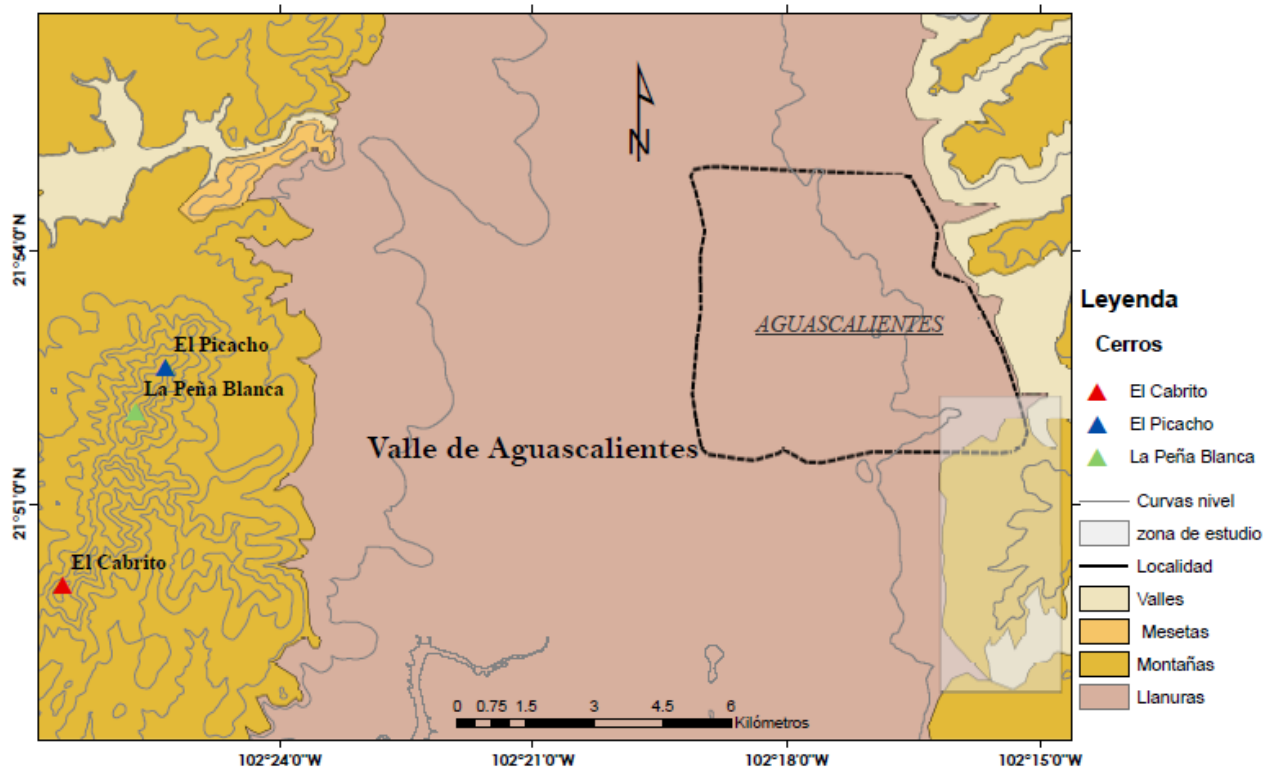 N
21°54'0"N
AGUASCALIENTES
El Picacho
La Peña Blanca
Valle de Aguascalientes
21°51'0"N
El Cabrito
0 0.75 1.5 3 4.5 6
Kilómetros
102°24'0"W 102°21'0"W 102°18'0"W 102°15'0"W
Leyenda
Cerros
El Cabrito
El Picacho
La Peña Blanca
Curvas nivel
zona de estudio
Localidad
Valles
Mesetas
Montañas
Llanuras